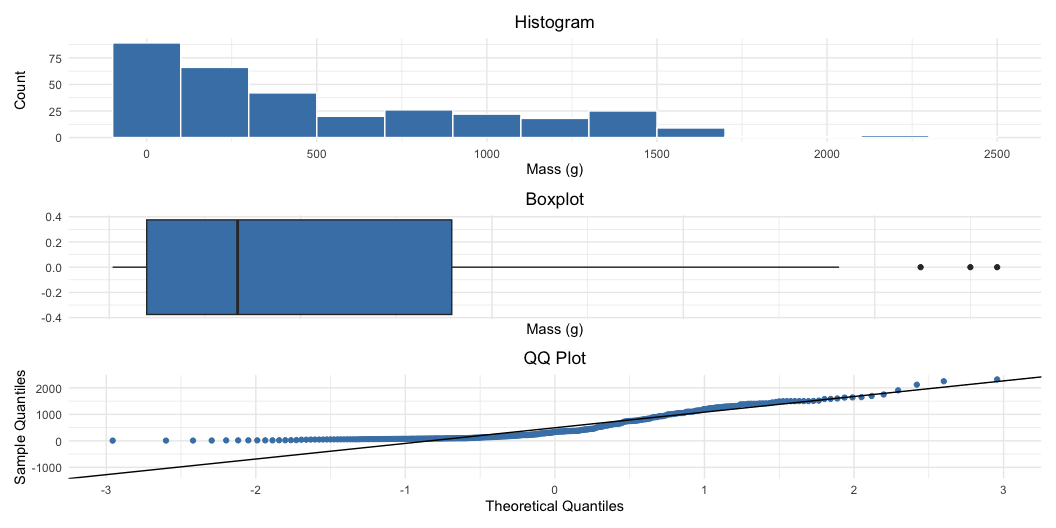 Histogram
75
50
25
0
Count
0 500 1000 1500 2000 2500
Mass (g)
Boxplot
0.4
0.2
0.0
-0.2
-0.4
Mass (g)
QQ Plot
2000
1000
0
-1000
Sample Quantiles
-3 -2 -1 0 1 2 3
Theoretical Quantiles